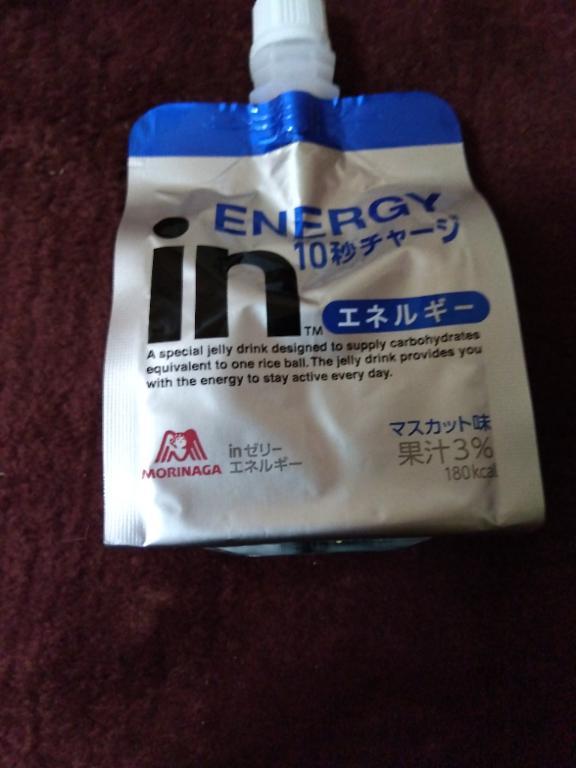 ENERGY
10秒チャージ
in™
エネルギー
A special jelly drink designed to supply carbohydrates
equivalent to one rice ball. The jelly drink provides you
with the energy to stay active every day.
マスカット味
果汁3%
180kcal
MORINAGA
inゼリー
エネルギー